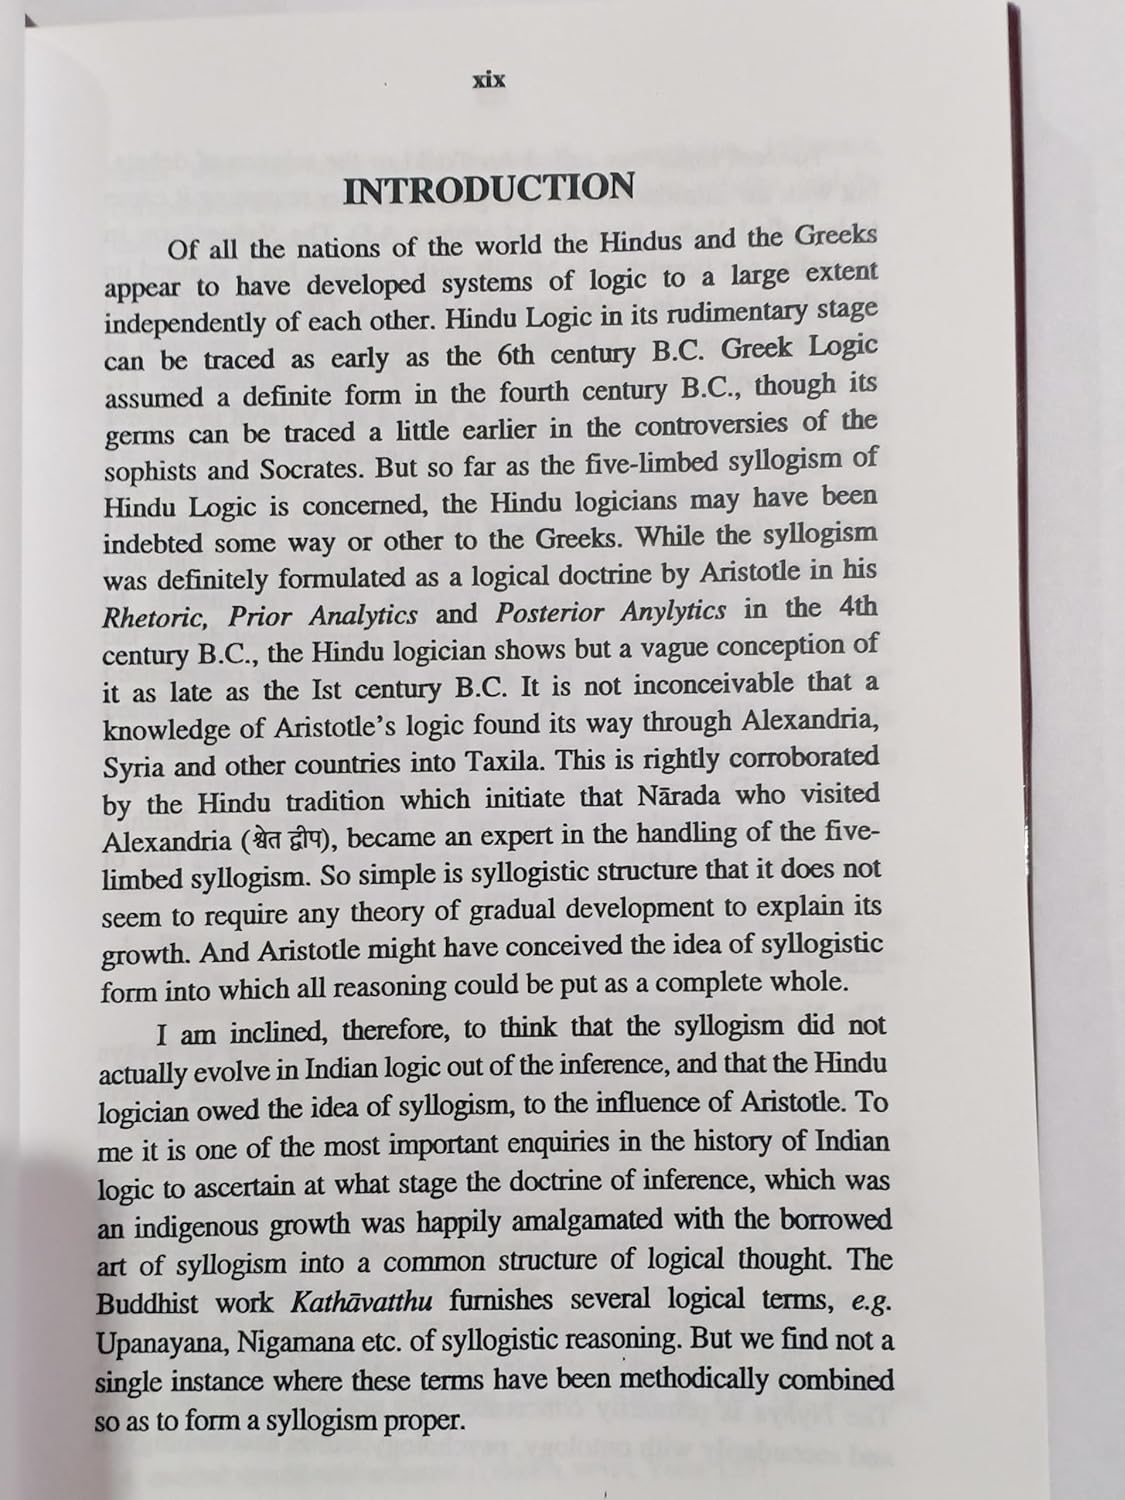 xix
INTRODUCTION
Of all the nations of the world the Hindus and the Greeks
appear to have developed systems of logic to a large extent
independently of each other. Hindu Logic in its rudimentary stage
can be traced as early as the 6th century B.C. Greek Logic
assumed a definite form in the fourth century B.C., though its
germs can be traced a little earlier in the controversies of the
sophists and Socrates. But so far as the five-limbed syllogism of
Hindu Logic is concerned, the Hindu logicians may have been
indebted some way or other to the Greeks. While the syllogism
was definitely formulated as a logical doctrine by Aristotle in his
Rhetoric, Prior Analytics and Posterior Anylytics in the 4th
century B.C., the Hindu logician shows but a vague conception of
it as late as the Ist century B.C. It is not inconceivable that a
knowledge of Aristotle's logic found its way through Alexandria,
Syria and other countries into Taxila. This is rightly corroborated
by the Hindu tradition which initiate that Nārada who visited
Alexandria (श्वेत द्वीप), became an expert in the handling of the five-
limbed syllogism. So simple is syllogistic structure that it does not
seem to require any theory of gradual development to explain its
growth. And Aristotle might have conceived the idea of syllogistic
form into which all reasoning could be put as a complete whole.
I am inclined, therefore, to think that the syllogism did not
actually evolve in Indian logic out of the inference, and that the Hindu
logician owed the idea of syllogism, to the influence of Aristotle. To
me it is one of the most important enquiries in the history of Indian
logic to ascertain at what stage the doctrine of inference, which was
an indigenous growth was happily amalgamated with the borrowed
art of syllogism into a common structure of logical thought. The
Buddhist work Kathāvatthu furnishes several logical terms, e.g.
Upanayana, Nigamana etc. of syllogistic reasoning. But we find not a
single instance where these terms have been methodically combined
so as to form a syllogism proper.